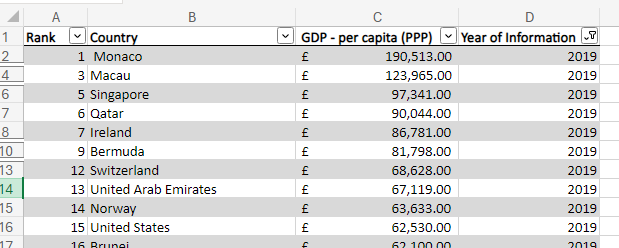 A B C D
1 Rank Country GDP - per capita (PPP) Year of Information
2 1 Monaco £ 190,513.00 2019
4 3 Macau £ 123,965.00 2019
6 5 Singapore £ 97,341.00 2019
7 6 Qatar £ 90,044.00 2019
8 7 Ireland £ 86,781.00 2019
10 9 Bermuda £ 81,798.00 2019
13 12 Switzerland £ 68,628.00 2019
14 13 United Arab Emirates £ 67,119.00 2019
15 14 Norway £ 63,633.00 2019
16 15 United States £ 62,530.00 2019
17 16 Brunei £ 62,100.00 2019